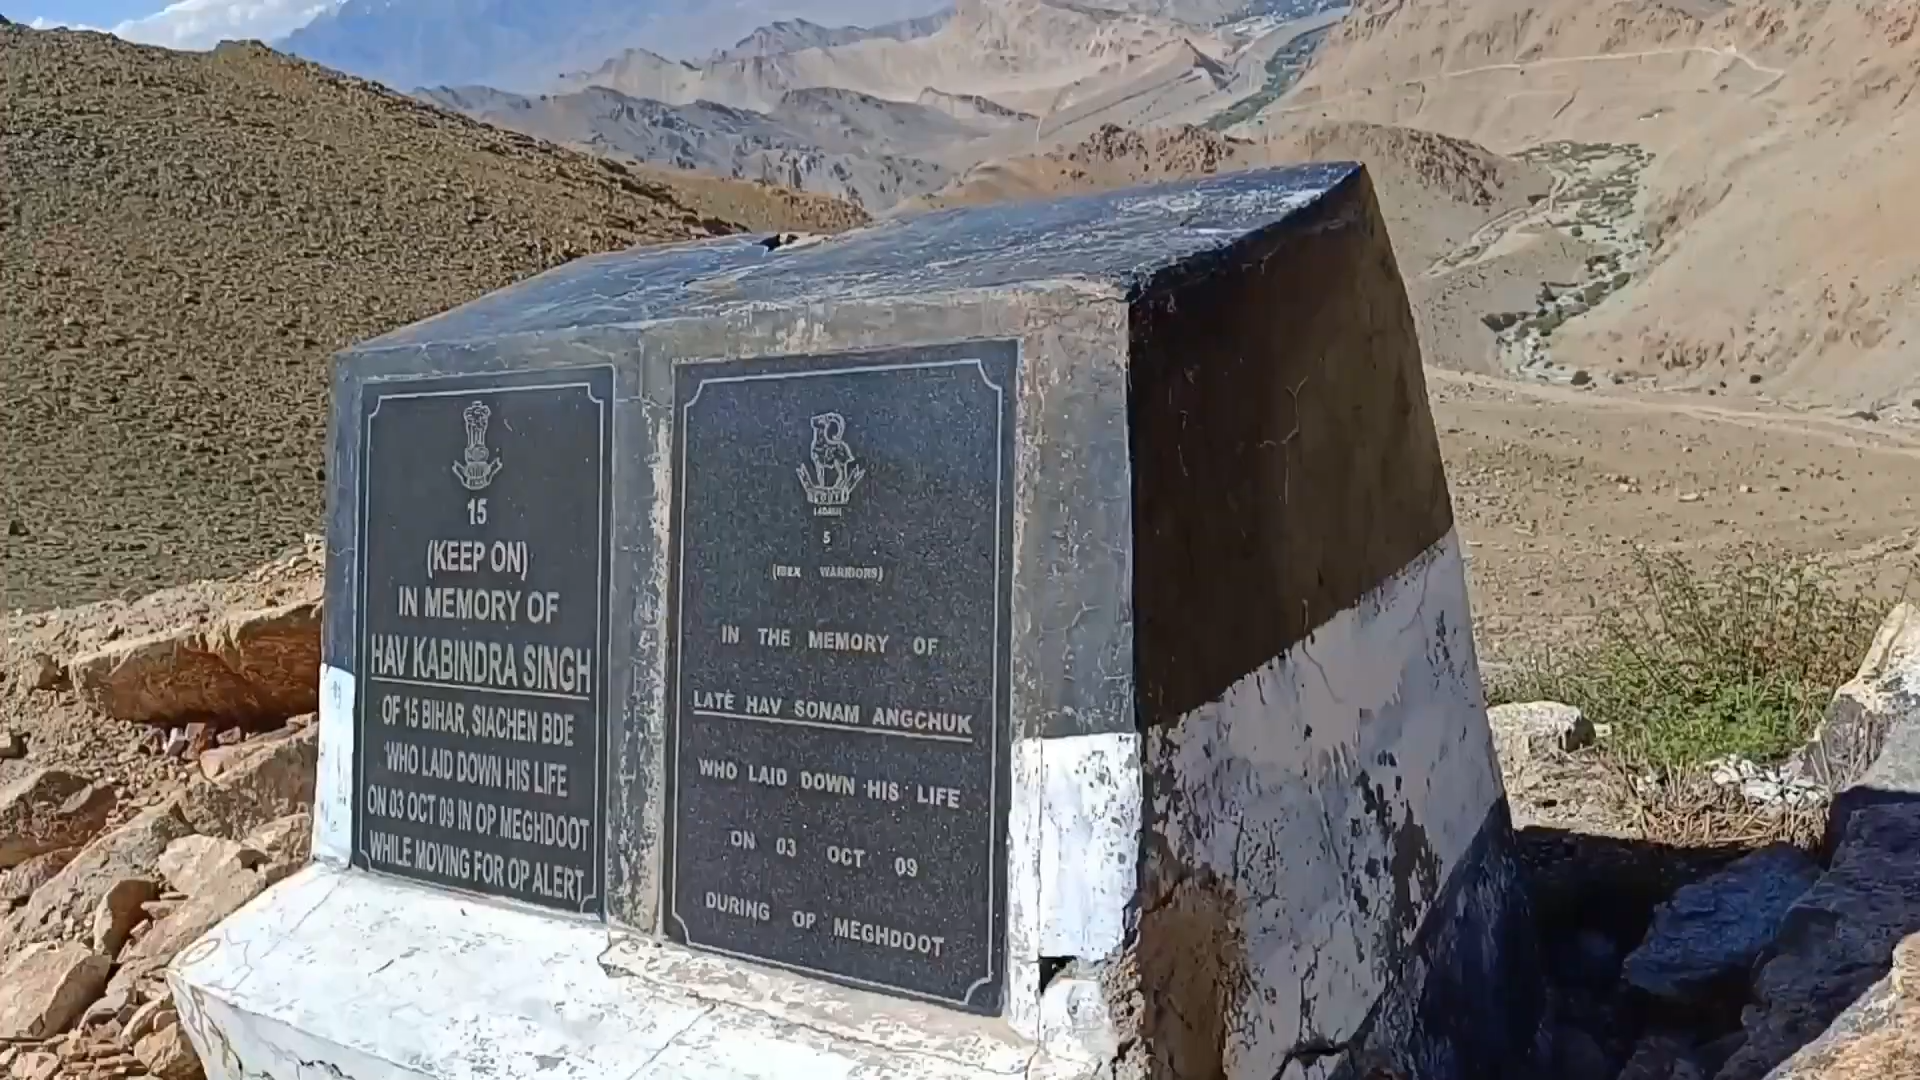 15
(KEEP ON)
IN MEMORY OF
HAV KABINDRA SINGH
OF 15 BIHAR, SIACHEN BDE
WHO LAID DOWN HIS LIFE
ON 03 OCT 09 IN OP MEGHDOOT
WHILE MOVING FOR OP ALERT
SCOUTS
LADAKH
5
(IBEX WARRIORS)
IN THE MEMORY OF
LATE HAV SONAM ANGCHUK
WHO LAID DOWN HIS LIFE
ON 03 OCT 09
DURING OP MEGHDOOT